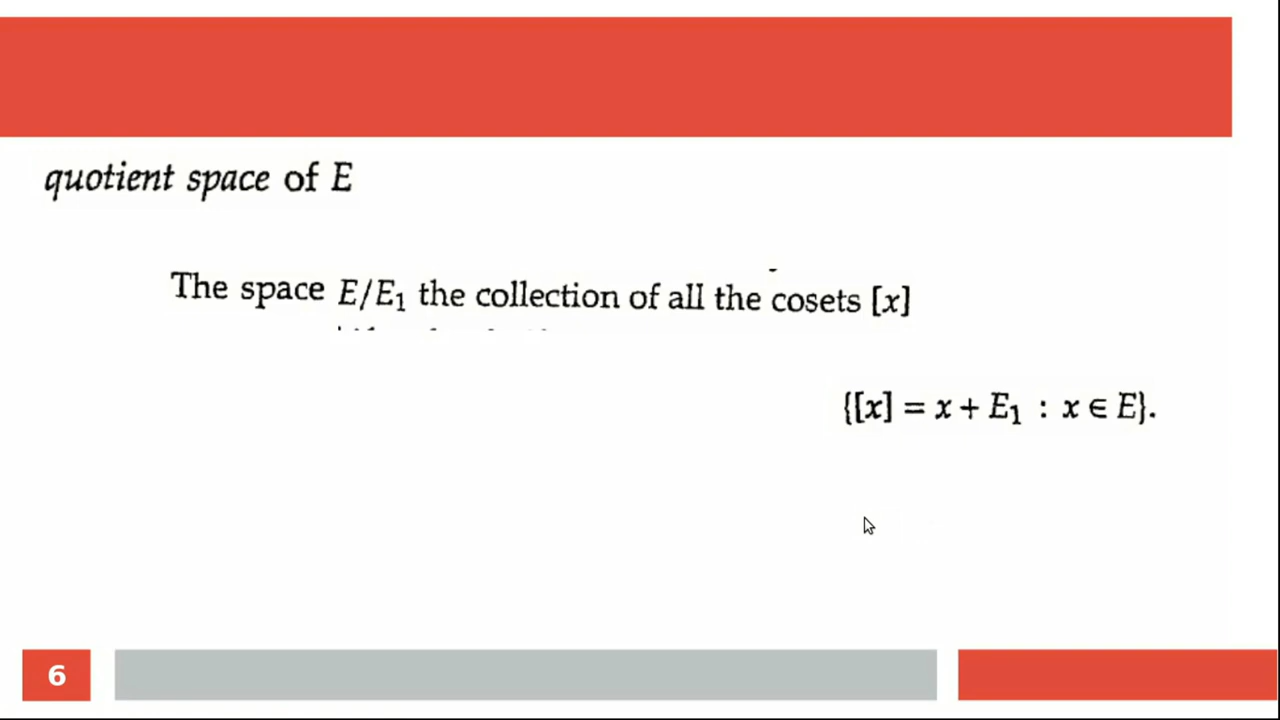 quotient space of E
The space E/E₁ the collection of all the cosets [x]
{[x] = x + E₁ : x ∈ E}.
6